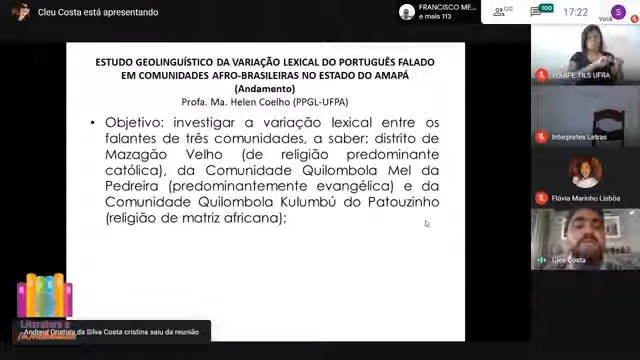 Cleu Costa está apresentando
FRANCISCO ME...
e mais 113
120
100
17:22
Você
S
ESTUDO GEOLINGUÍSTICO DA VARIAÇÃO LEXICAL DO PORTUGUÊS FALADO
EM COMUNIDADES AFRO-BRASILEIRAS NO ESTADO DO AMAPÁ
(Andamento)
Profa. Ma. Helen Coelho (PPGL-UFPA)
• Objetivo: investigar a variação lexical entre os
falantes de três comunidades, a saber: distrito de
Mazagão Velho (de religião predominante
católica), da Comunidade Quilombola Mel da
Pedreira (predominantemente evangélica) e da
Comunidade Quilombola Kulumbú do Patouzinho
(religião de matriz africana);
EQUIPE TILS UFRA
Interpretes Letras
Flávia Marinho Lisbôa
Cleu Costa
Literatura e
Andreia Cristina da Silva Costa cristina saiu da reunião